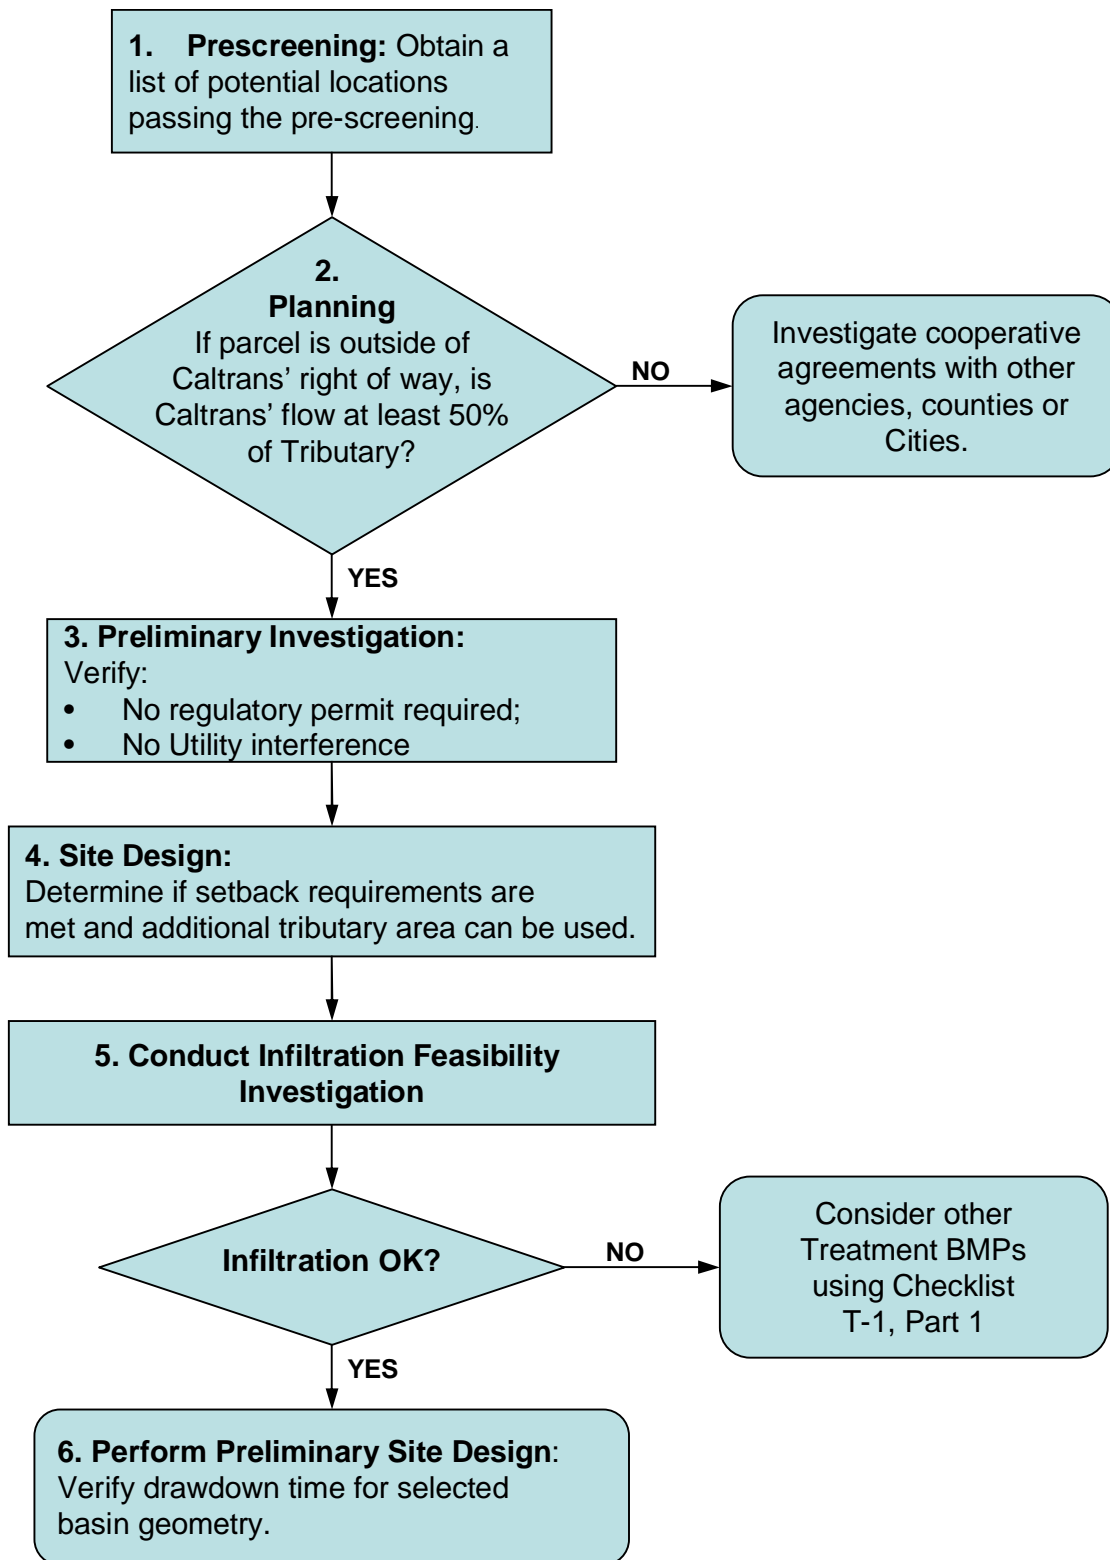 1. Prescreening: Obtain a
list of potential locations
passing the pre-screening.
2.
Planning
If parcel is outside of
Caltrans’ right of way, is
Caltrans’ flow at least 50%
of Tributary?
NO
Investigate cooperative
agreements with other
agencies, counties or
Cities.
YES
3. Preliminary Investigation:
Verify:
• No regulatory permit required;
• No Utility interference
4. Site Design:
Determine if setback requirements are
met and additional tributary area can be used.
5. Conduct Infiltration Feasibility
Investigation
Infiltration OK?
NO
Consider other
Treatment BMPs
using Checklist
T-1, Part 1
YES
6. Perform Preliminary Site Design:
Verify drawdown time for selected
basin geometry.